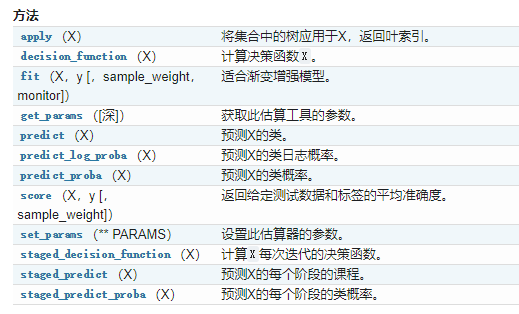 方法
apply （X） 将集合中的树应用于X，返回叶索引。
decision_function （X） 计算决策函数 X 。
fit （X，y [，sample_weight， 适合渐变增强模型。
monitor]）
get_params （[深]） 获取此估算工具的参数。
predict （X） 预测X的类。
predict_log_proba （X） 预测X的类日志概率。
predict_proba （X） 预测X的类概率。
score （X，y [， 返回给定测试数据和标签的平均准确度。
sample_weight]）
set_params （** PARAMS） 设置此估算器的参数。
staged_decision_function （X） 计算 X 每次迭代的决策函数。
staged_predict （X） 预测X的每个阶段的课程。
staged_predict_proba （X） 预测X的每个阶段的类概率。